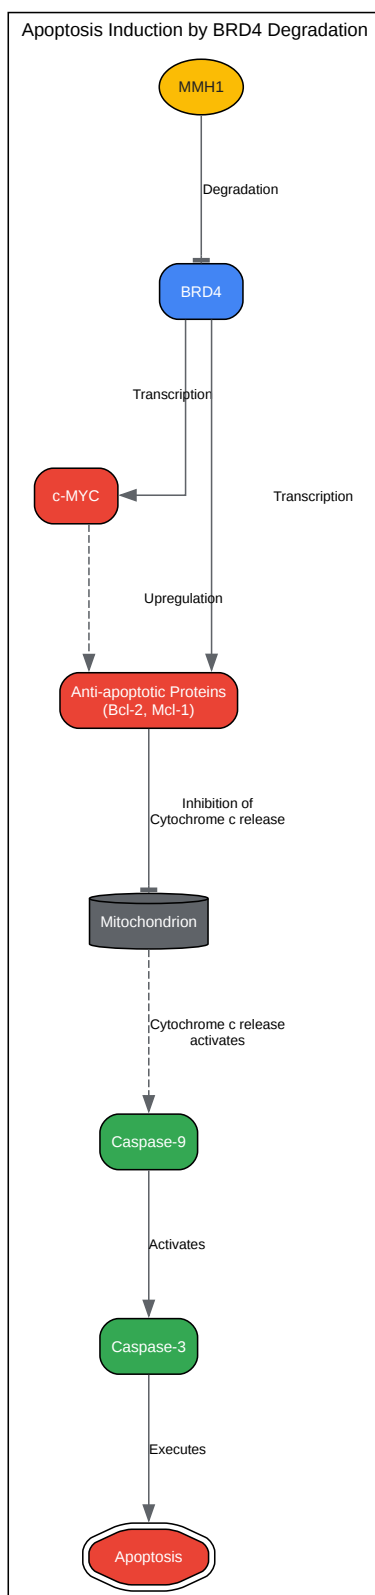 Apoptosis Induction by BRD4 Degradation
MMH1
Degradation
BRD4
Transcription
c-MYC
Transcription
Upregulation
Anti-apoptotic Proteins
(Bcl-2, Mcl-1)
Inhibition of
Cytochrome c release
Mitochondrion
Cytochrome c release
activates
Caspase-9
Activates
Caspase-3
Executes
Apoptosis